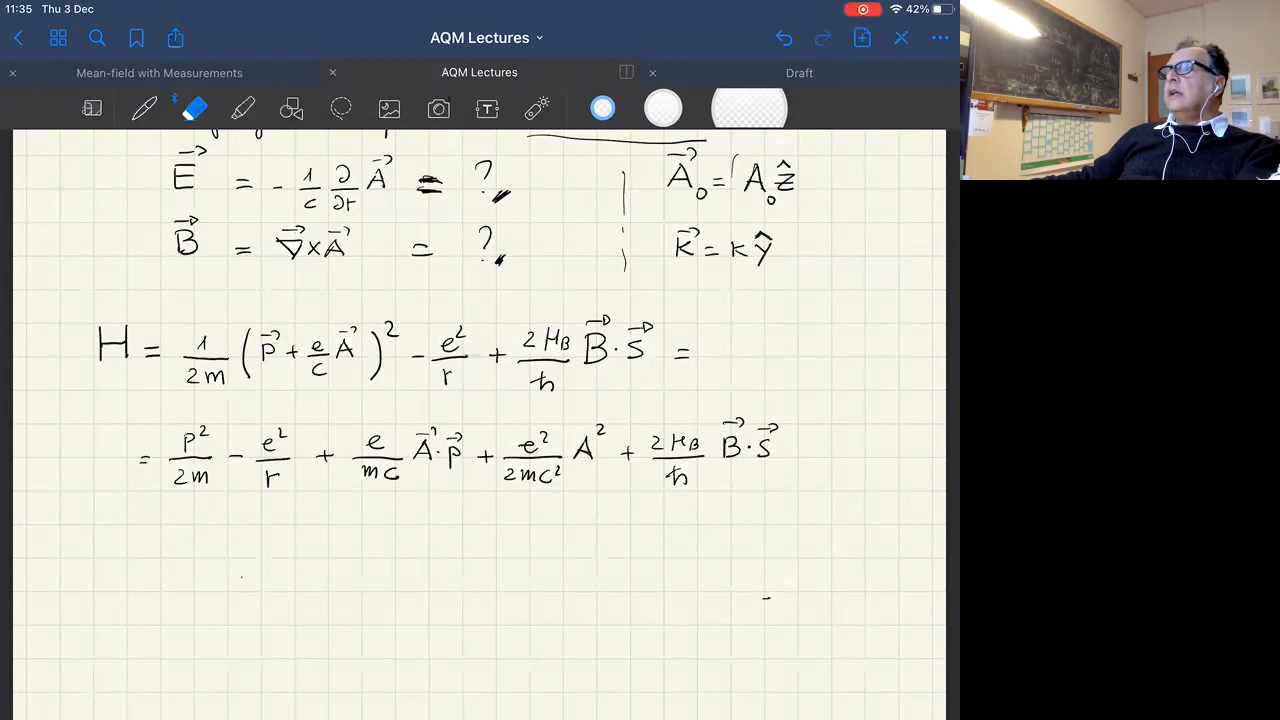 11:35 Thu 3 Dec 42%
AQM Lectures
Mean-field with Measurements AQM Lectures Draft
E⃗ = - 1/c ∂/∂r A⃗ = ? A⃗₀ = A₀ ẑ
B⃗ = ∇⃗ × A⃗ = ? K⃗ = k ŷ
H = 1/2m (p⃗ + e/c A⃗)² - e²/r + 2μB/ħ B⃗ · S⃗ =
= p²/2m - e²/r + e/mc A⃗ · p⃗ + e²/2mc² A² + 2μB/ħ B⃗ · S⃗